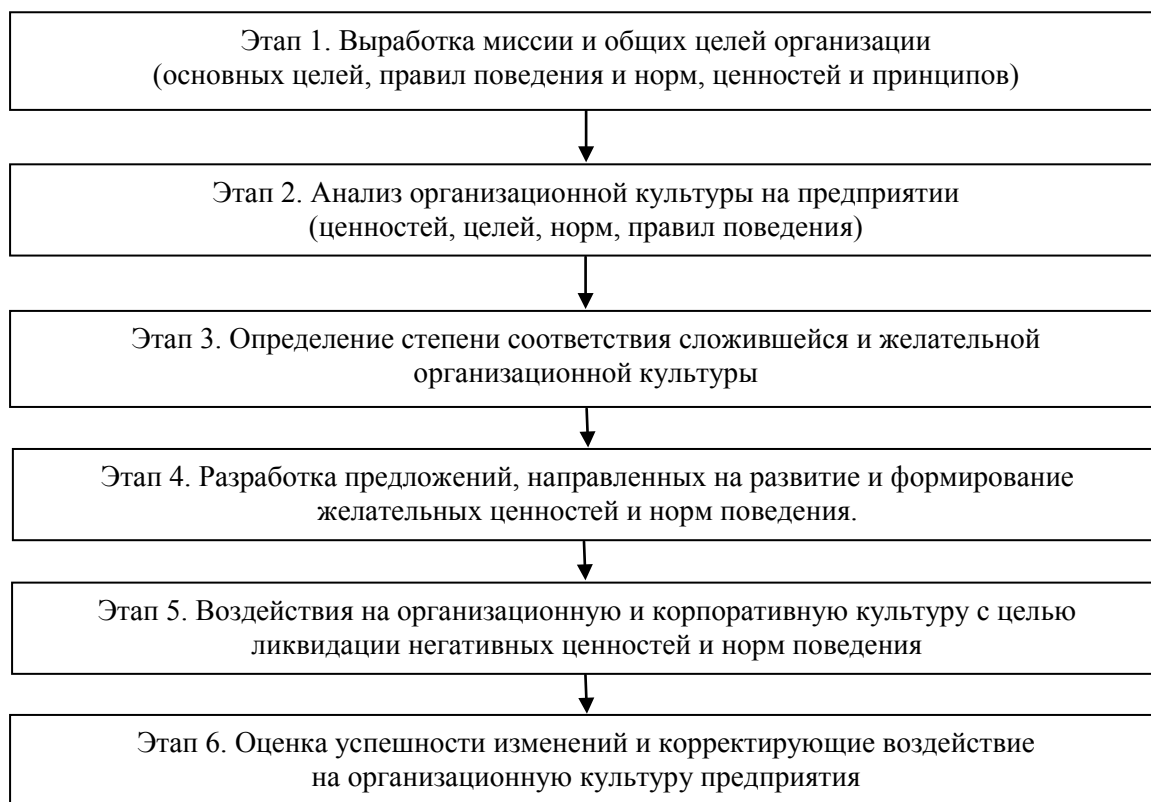 Этап 1. Выработка миссии и общих целей организации
(основных целей, правил поведения и норм, ценностей и принципов)
Этап 2. Анализ организационной культуры на предприятии
(ценностей, целей, норм, правил поведения)
Этап 3. Определение степени соответствия сложившейся и желательной
организационной культуры
Этап 4. Разработка предложений, направленных на развитие и формирование
желательных ценностей и норм поведения.
Этап 5. Воздействия на организационную и корпоративную культуру с целью
ликвидации негативных ценностей и норм поведения
Этап 6. Оценка успешности изменений и корректирующие воздействие
на организационную культуру предприятия